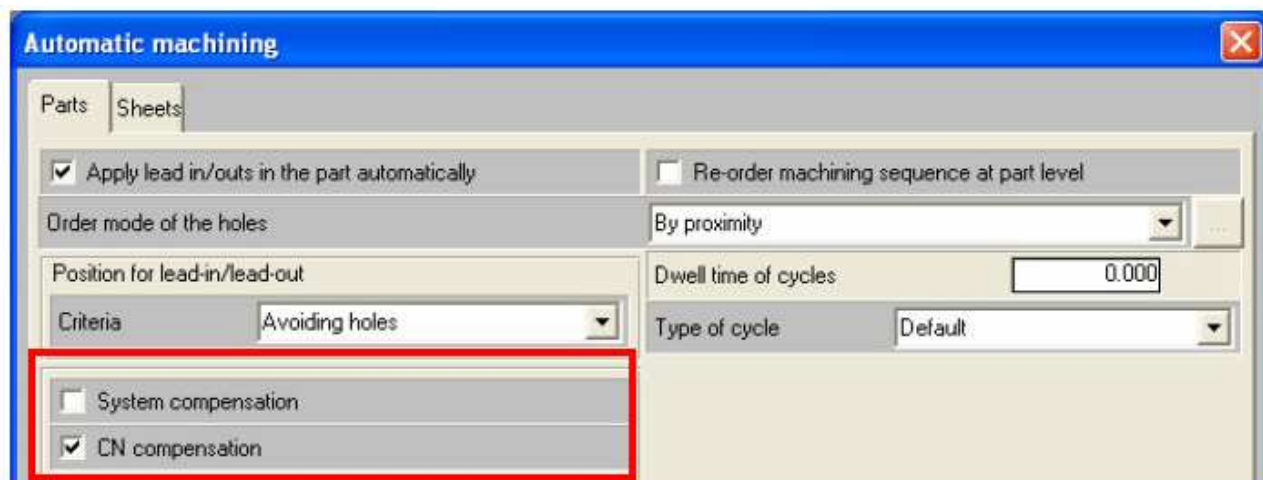 Automatic machining
Parts Sheets
Apply lead in/outs in the part automatically Re-order machining sequence at part level
Order mode of the holes By proximity ...
Position for lead-in/lead-out Dwell time of cycles 0.000
Criteria Avoiding holes Type of cycle Default
System compensation
CN compensation